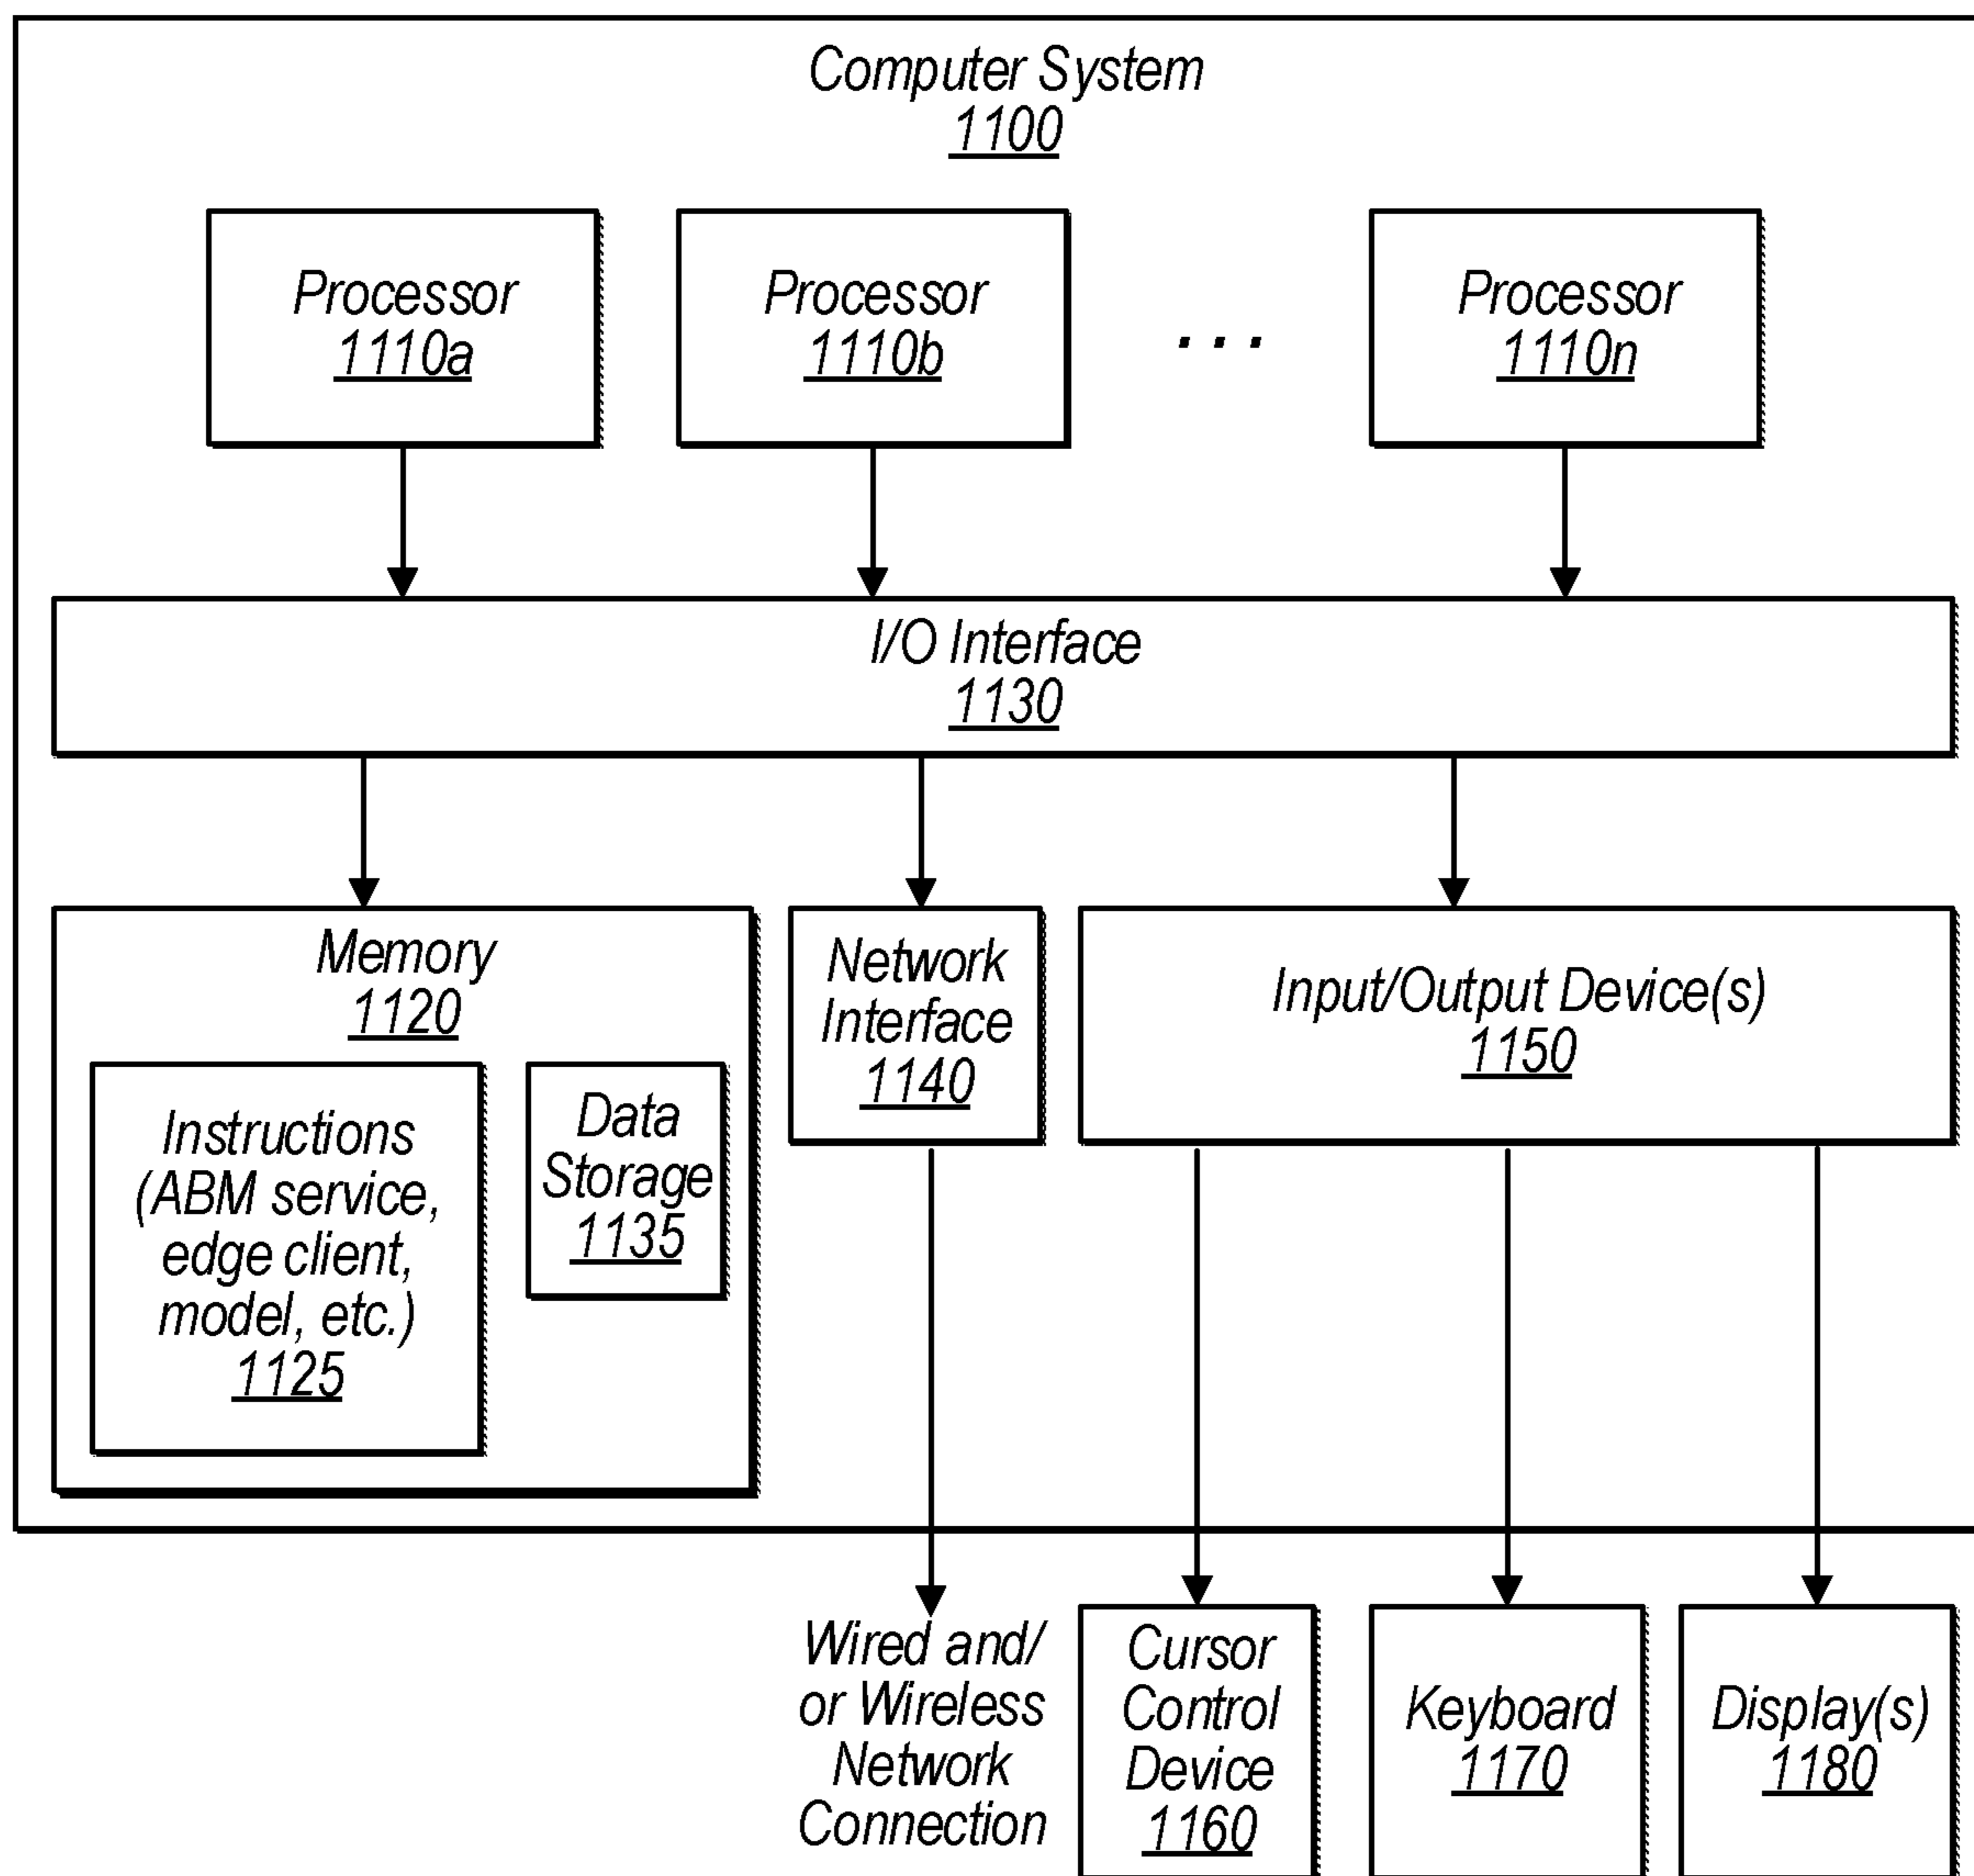 Computer System
1100
Processor
1110a
Processor
1110b
. . .
Processor
1110n
I/O Interface
1130
Memory
1120
Instructions
(ABM service,
edge client,
model, etc.)
1125
Data
Storage
1135
Network
Interface
1140
Input/Output Device(s)
1150
Wired and/
or Wireless
Network
Connection
Cursor
Control
Device
1160
Keyboard
1170
Display(s)
1180